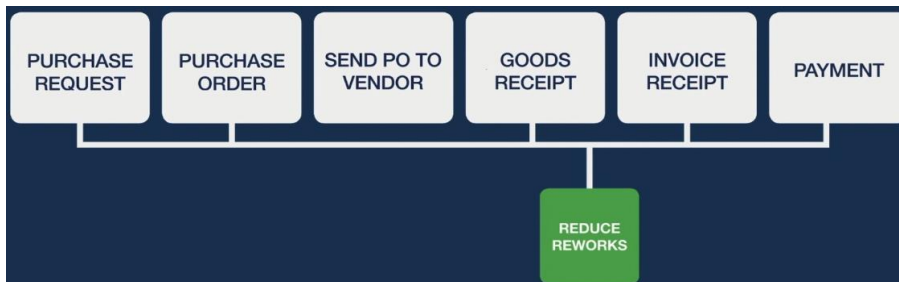 PURCHASE
REQUEST
PURCHASE
ORDER
SEND PO TO
VENDOR
GOODS
RECEIPT
INVOICE
RECEIPT
PAYMENT
REDUCE
REWORKS